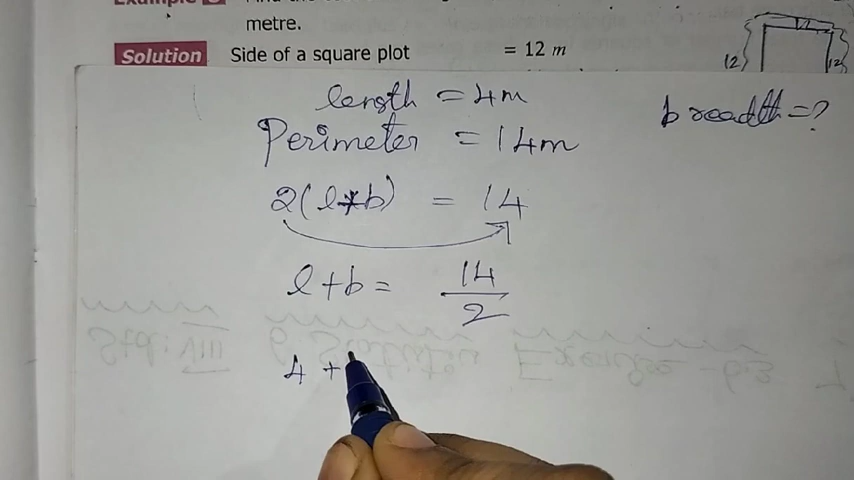 metre.
Solution Side of a square plot = 12 m
12 12
length = 4m
breadth = ?
Perimeter = 14m
2(l+b) = 14
l+b = 14/2
4 +